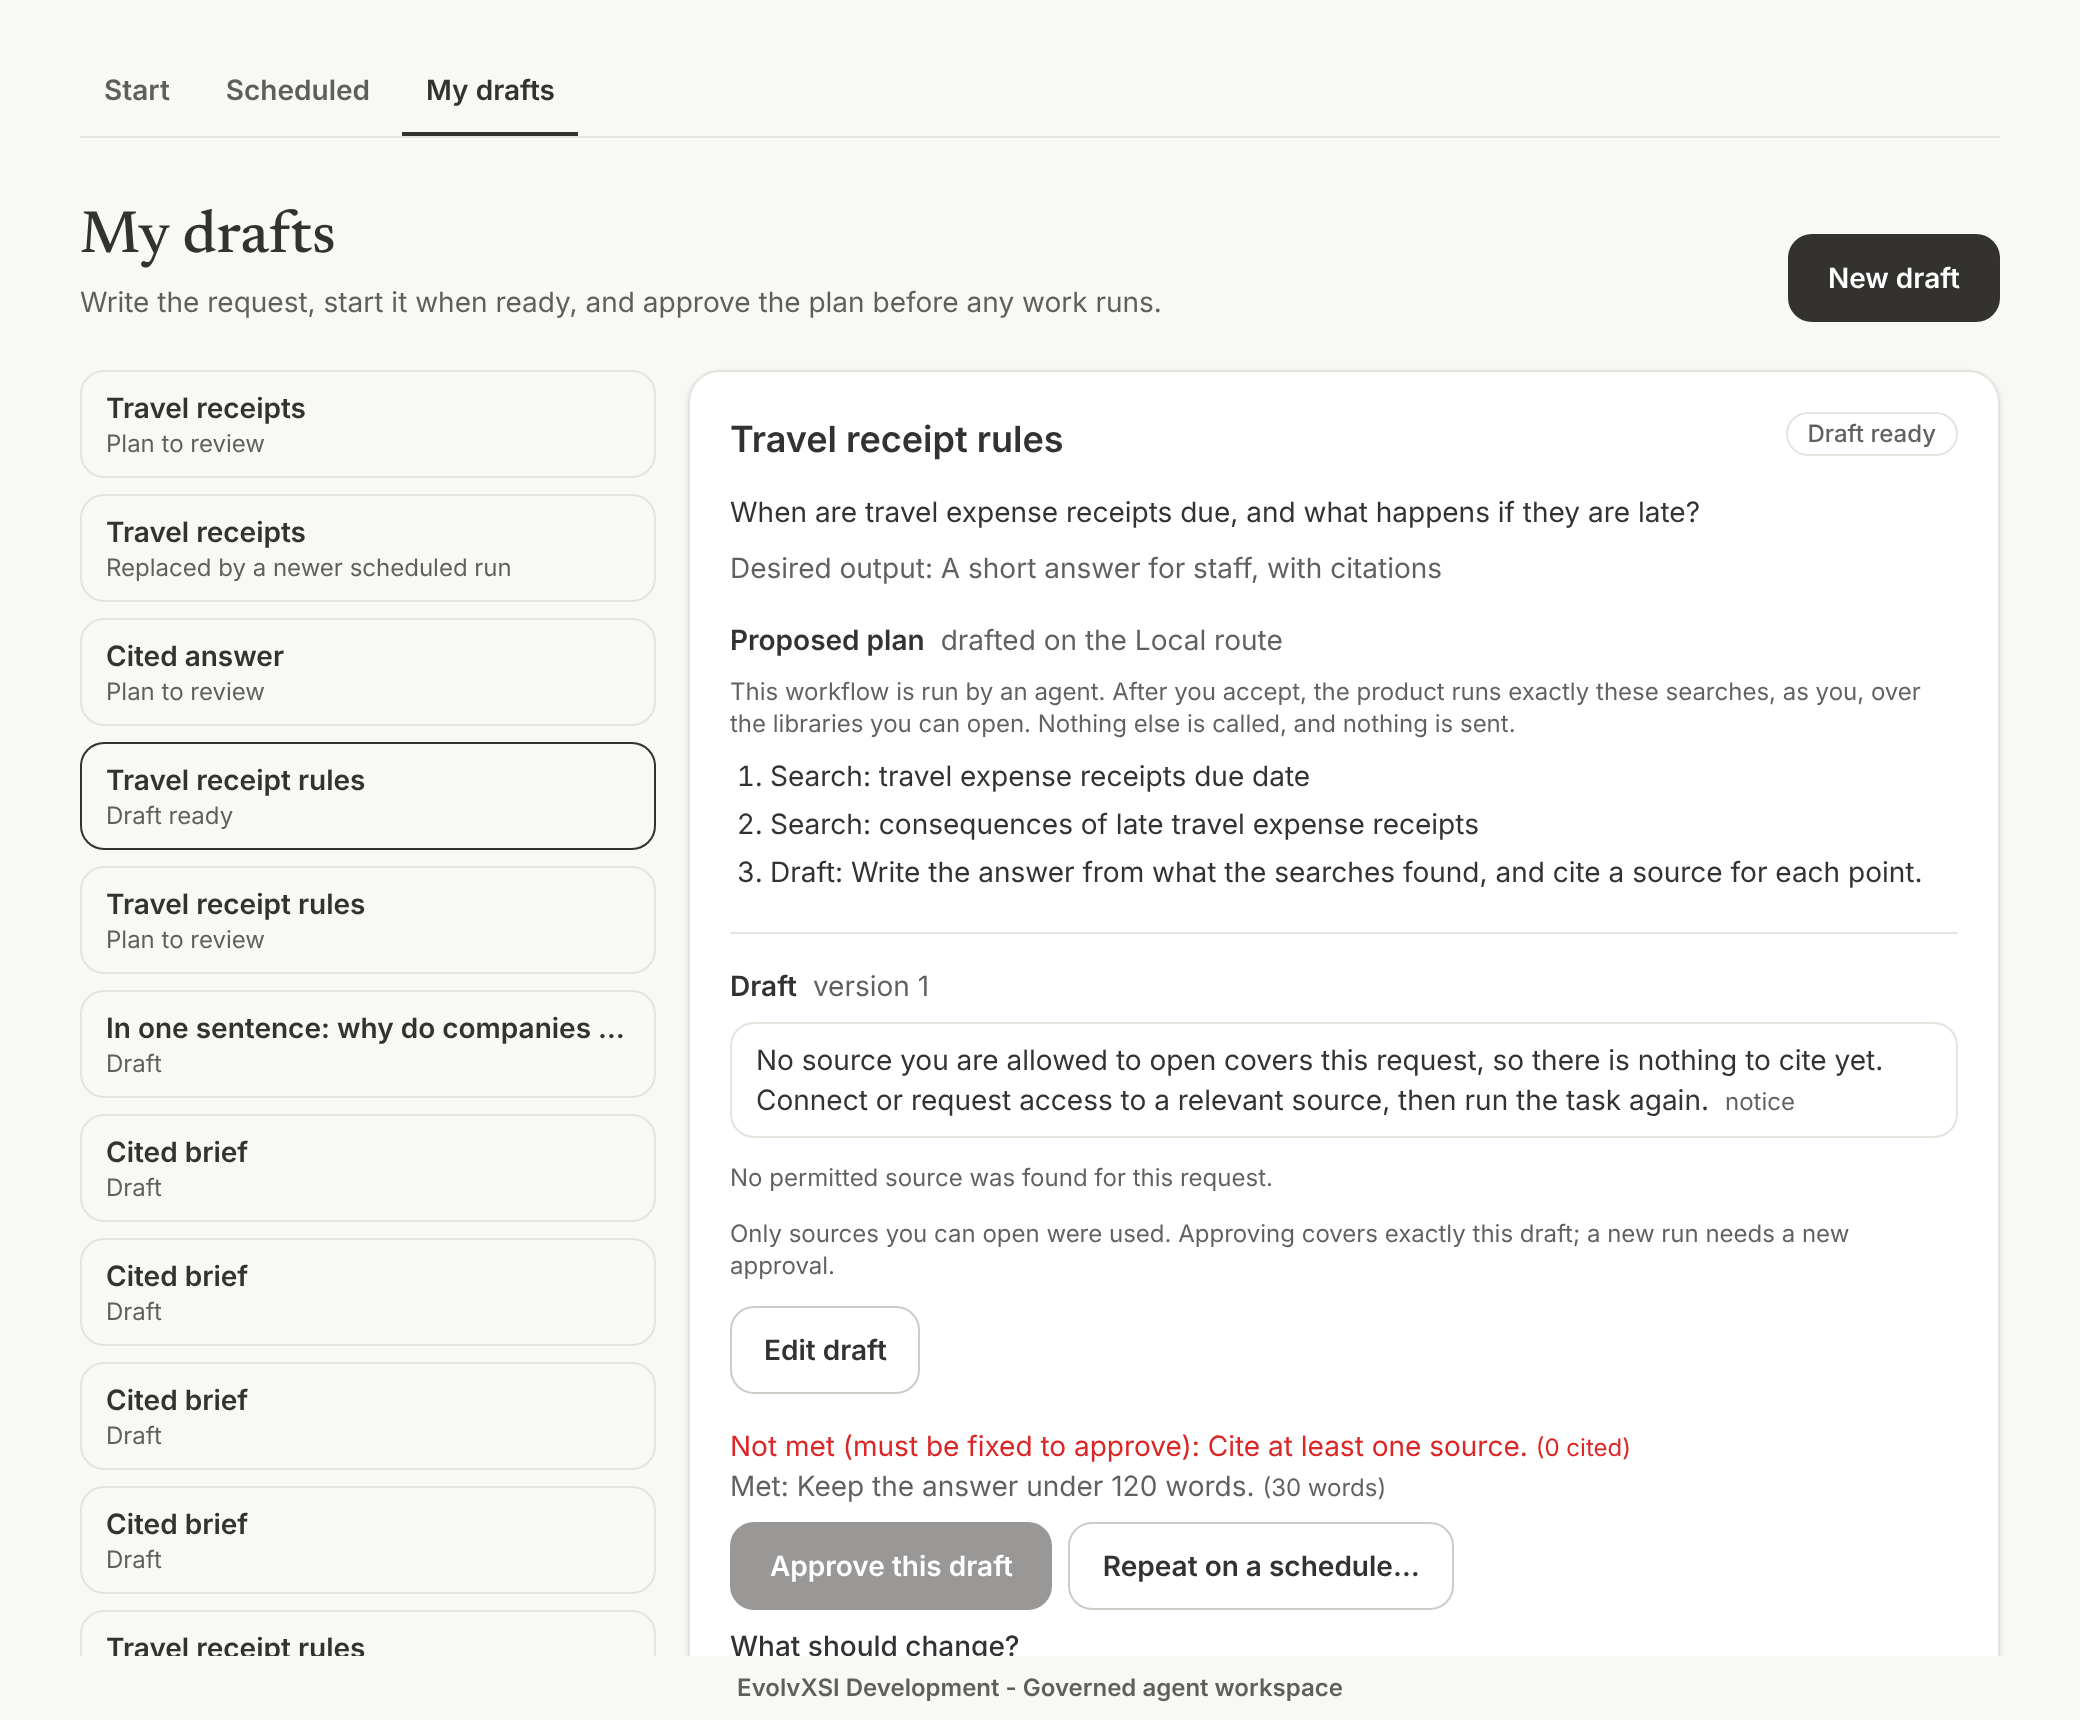 Start
Scheduled
My drafts
My drafts
Write the request, start it when ready, and approve the plan before any work runs.
New draft
Travel receipts
Plan to review
Travel receipts
Replaced by a newer scheduled run
Cited answer
Plan to review
Travel receipt rules
Draft ready
Travel receipt rules
Plan to review
In one sentence: why do companies ...
Draft
Cited brief
Draft
Cited brief
Draft
Cited brief
Draft
Cited brief
Draft
Travel receipt rules
Travel receipt rules
Draft ready
When are travel expense receipts due, and what happens if they are late?
Desired output: A short answer for staff, with citations
Proposed plan drafted on the Local route
This workflow is run by an agent. After you accept, the product runs exactly these searches, as you, over
the libraries you can open. Nothing else is called, and nothing is sent.
1. Search: travel expense receipts due date
2. Search: consequences of late travel expense receipts
3. Draft: Write the answer from what the searches found, and cite a source for each point.
Draft version 1
No source you are allowed to open covers this request, so there is nothing to cite yet.
Connect or request access to a relevant source, then run the task again. notice
No permitted source was found for this request.
Only sources you can open were used. Approving covers exactly this draft; a new run needs a new
approval.
Edit draft
Not met (must be fixed to approve): Cite at least one source. (0 cited)
Met: Keep the answer under 120 words. (30 words)
Approve this draft
Repeat on a schedule...
What should change?
EvolvXSI Development - Governed agent workspace